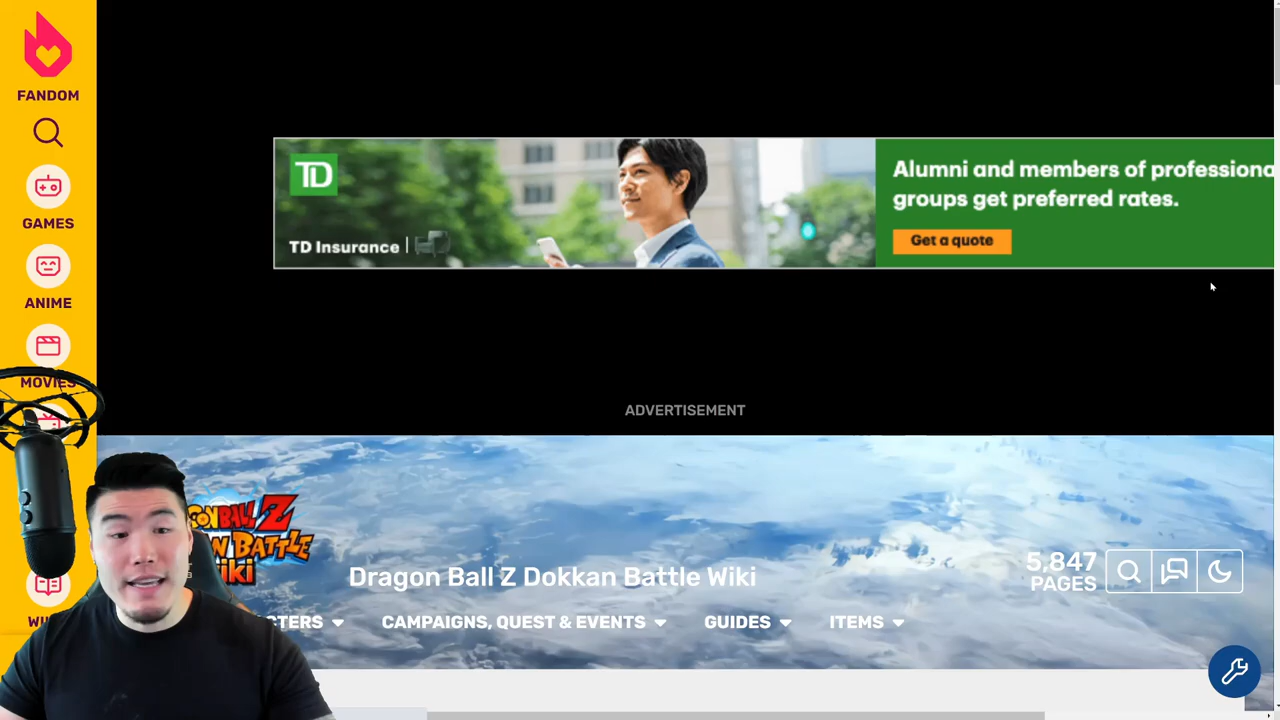 FANDOM
GAMES
ANIME
MOVIES
TD
TD Insurance
Alumni and members of professiona
groups get preferred rates.
Get a quote
ADVERTISEMENT
Dragon Ball Z Dokkan Battle Wiki
5,847
PAGES
CAMPAIGNS, QUEST & EVENTS
GUIDES
ITEMS